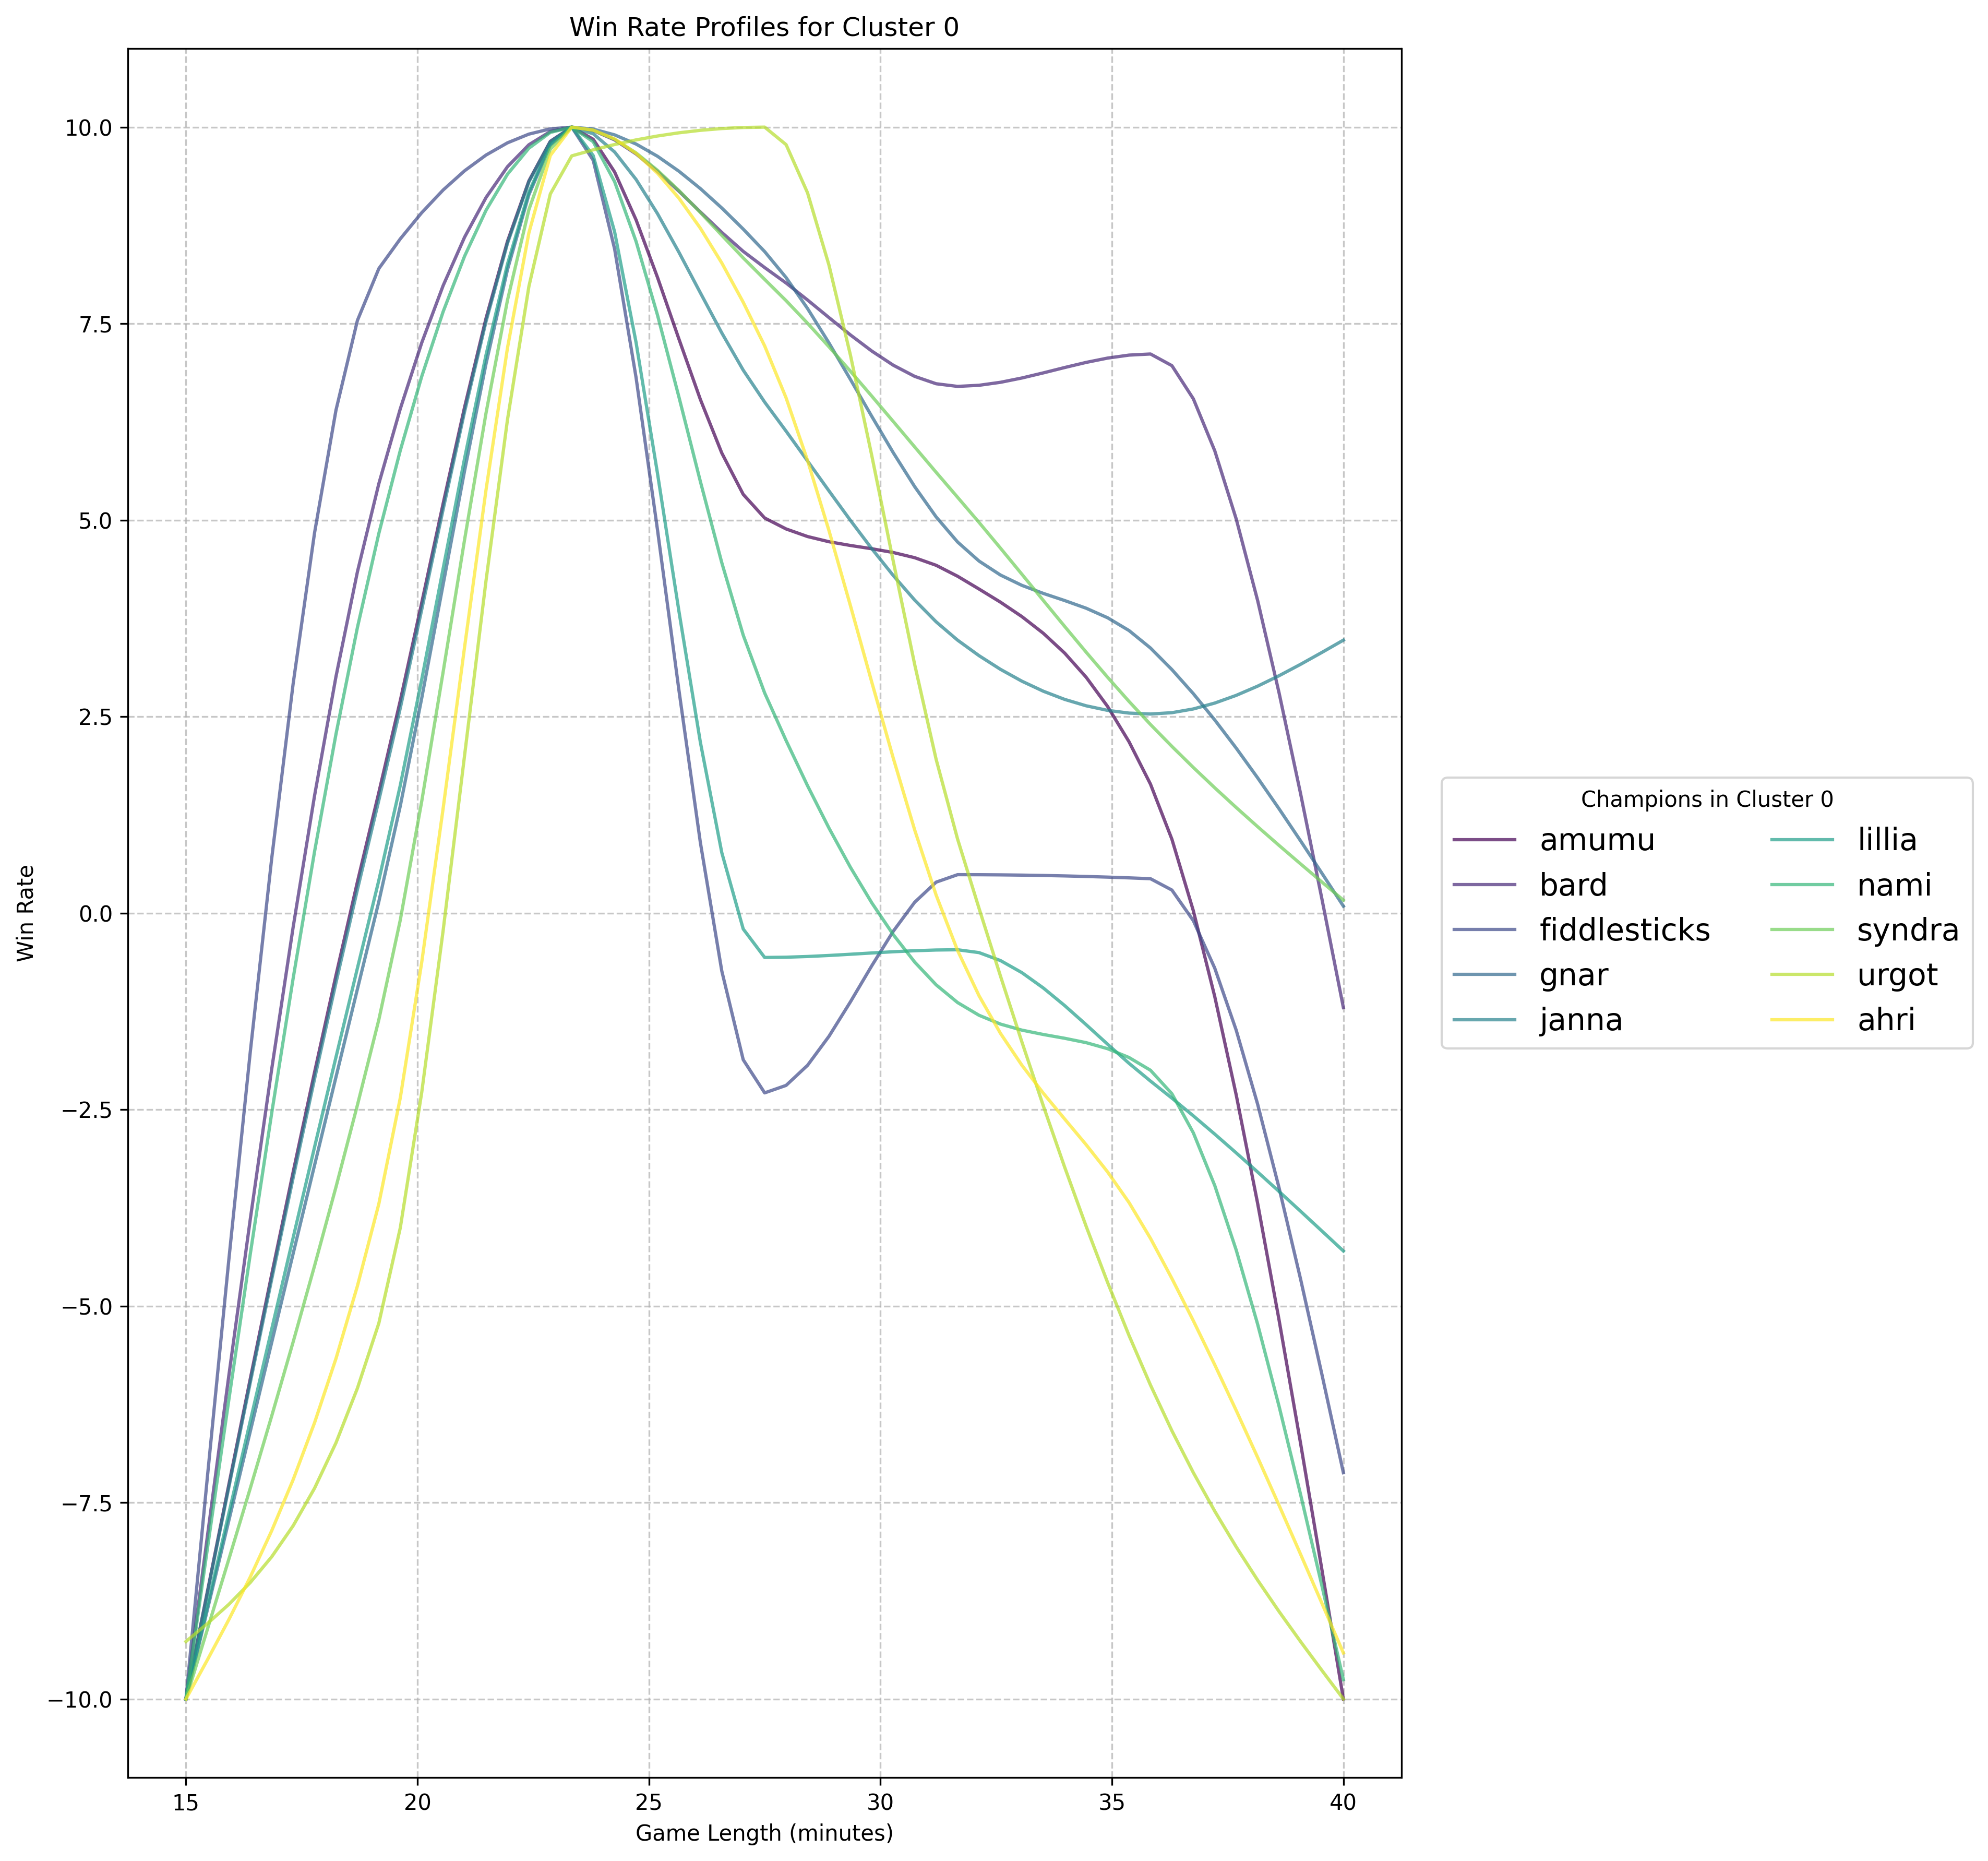 Win Rate Profiles for Cluster 0
Win Rate
10.0
7.5
5.0
2.5
0.0
−2.5
−5.0
−7.5
−10.0
15 20 25 30 35 40
Game Length (minutes)
Champions in Cluster 0
amumu
bard
fiddlesticks
gnar
janna
lillia
nami
syndra
urgot
ahri